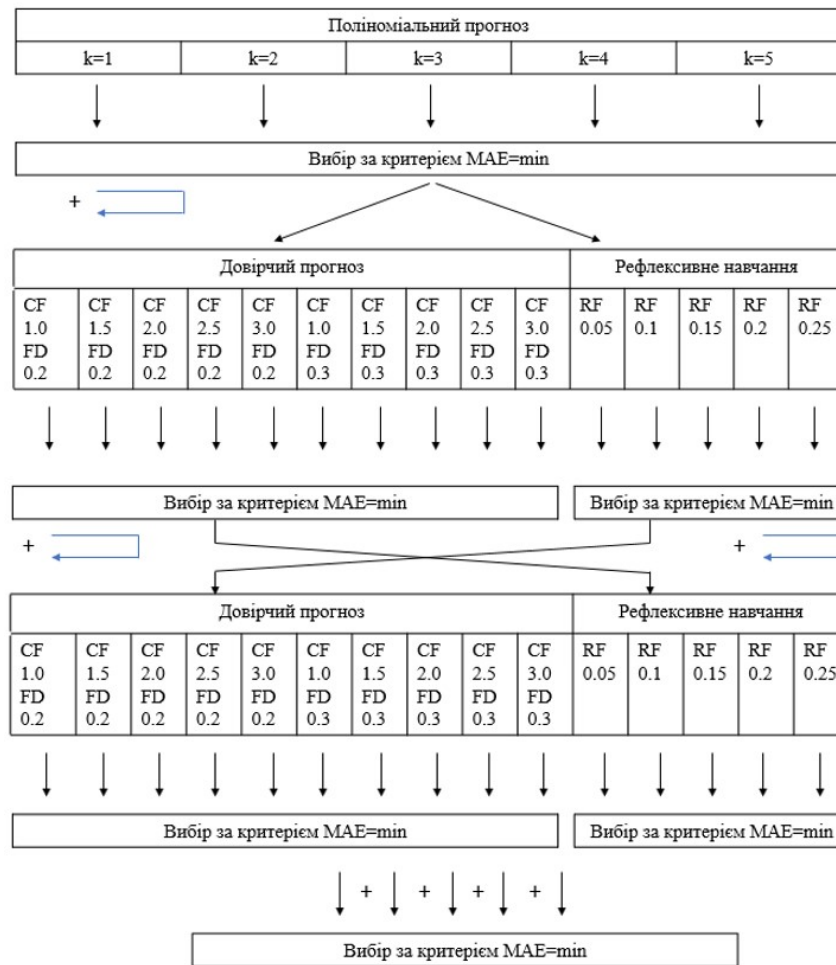 Поліноміальний прогноз
k=1 k=2 k=3 k=4 k=5
Вибір за критерієм MAE=min
+
Довірчий прогноз Рефлексивне навчання
CF CF CF CF CF CF CF CF CF CF RF RF RF RF RF
1.0 1.5 2.0 2.5 3.0 1.0 1.5 2.0 2.5 3.0 0.05 0.1 0.15 0.2 0.25
FD FD FD FD FD FD FD FD FD FD
0.2 0.2 0.2 0.2 0.2 0.3 0.3 0.3 0.3 0.3
Вибір за критерієм MAE=min Вибір за критерієм MAE=min
+ +
Довірчий прогноз Рефлексивне навчання
CF CF CF CF CF CF CF CF CF CF RF RF RF RF RF
1.0 1.5 2.0 2.5 3.0 1.0 1.5 2.0 2.5 3.0 0.05 0.1 0.15 0.2 0.25
FD FD FD FD FD FD FD FD FD FD
0.2 0.2 0.2 0.2 0.2 0.3 0.3 0.3 0.3 0.3
Вибір за критерієм MAE=min Вибір за критерієм MAE=min
+ + + +
Вибір за критерієм MAE=min